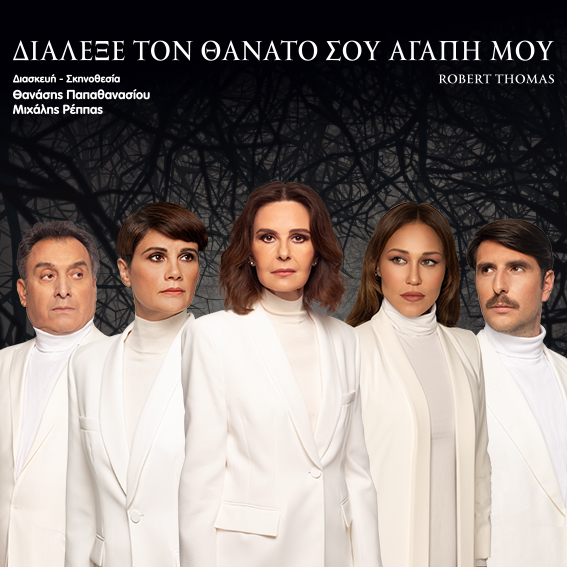 ΔΙΑΛΕΞΕ ΤΟΝ ΘΑΝΑΤΟ ΣΟΥ ΑΓΑΠΗ ΜΟΥ
ROBERT THOMAS
Διασκευή - Σκηνοθεσία
Θανάσης Παπαθανασίου
Μιχάλης Ρέππας